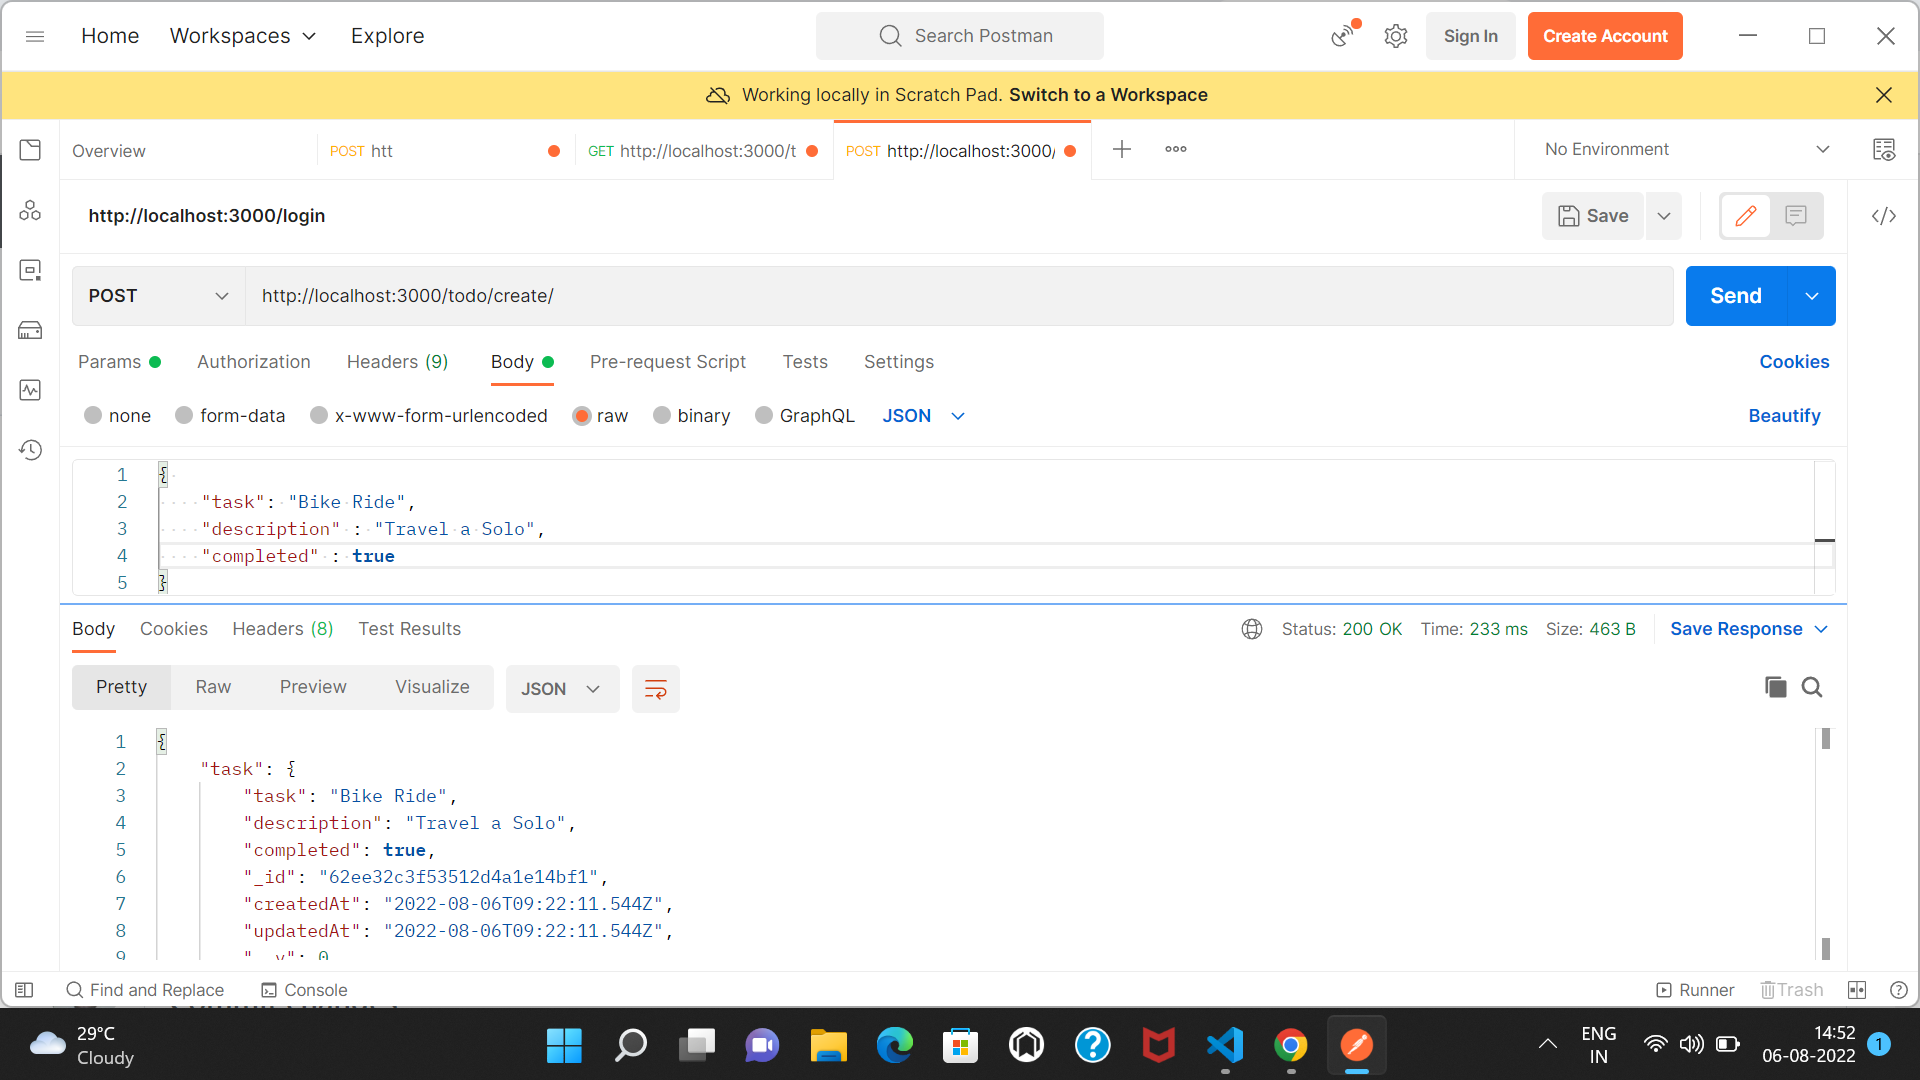 Home Workspaces Explore Search Postman Sign In Create Account
Working locally in Scratch Pad. Switch to a Workspace
Overview POST htt GET http://localhost:3000/t POST http://localhost:3000/ No Environment
http://localhost:3000/login Save
POST http://localhost:3000/todo/create/ Send
Params Authorization Headers (9) Body Pre-request Script Tests Settings Cookies
none form-data x-www-form-urlencoded raw binary GraphQL JSON Beautify
1 {
2 "task": "Bike Ride",
3 "description" : "Travel a Solo",
4 "completed" : true
5 }
Body Cookies Headers (8) Test Results Status: 200 OK Time: 233 ms Size: 463 B Save Response
Pretty Raw Preview Visualize JSON
1 {
2 "task": {
3 "task": "Bike Ride",
4 "description": "Travel a Solo",
5 "completed": true,
6 "_id": "62ee32c3f53512d4a1e14bf1",
7 "createdAt": "2022-08-06T09:22:11.544Z",
8 "updatedAt": "2022-08-06T09:22:11.544Z",
9 "__v": 0
Find and Replace Console Runner Trash
29°C
Cloudy
ENG
IN
14:52
06-08-2022
1